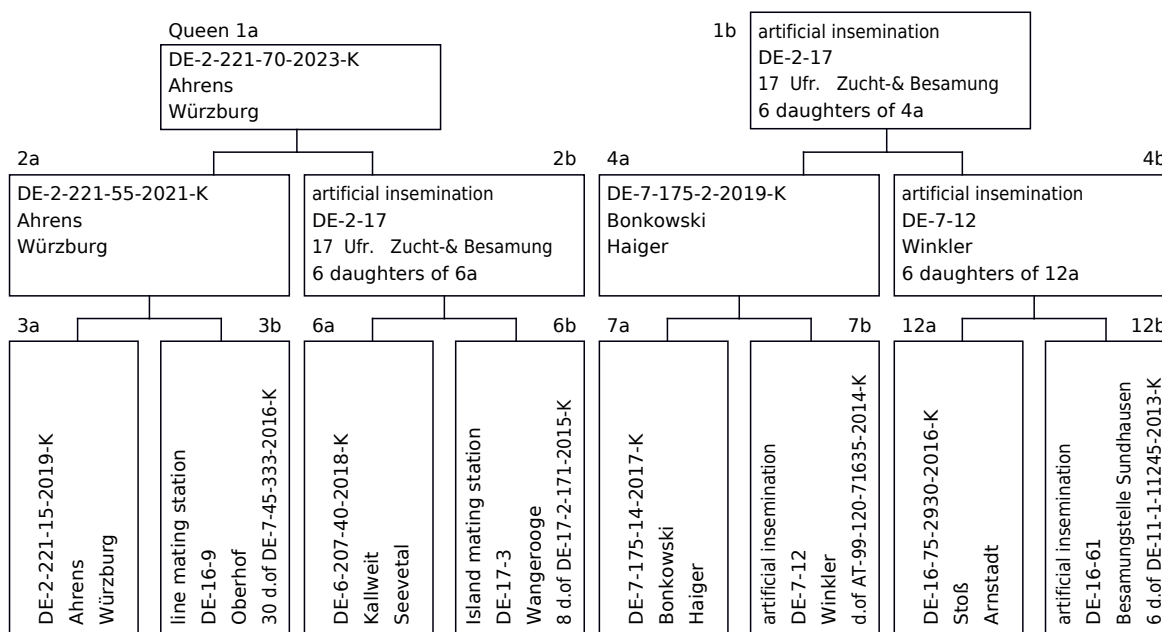 Queen 1a
DE-2-221-70-2023-K
Ahrens
Würzburg
1b
artificial insemination
DE-2-17
17 Ufr. Zucht-& Besamung
6 daughters of 4a
2a
DE-2-221-55-2021-K
Ahrens
Würzburg
2b
artificial insemination
DE-2-17
17 Ufr. Zucht-& Besamung
6 daughters of 6a
4a
DE-7-175-2-2019-K
Bonkowski
Haiger
4b
artificial insemination
DE-7-12
Winkler
6 daughters of 12a
3a
DE-2-221-15-2019-K
Ahrens
Würzburg
3b
line mating station
DE-16-9
Oberhof
30 d.of DE-7-45-333-2016-K
6a
DE-6-207-40-2018-K
Kallweit
Seevetal
6b
Island mating station
DE-17-3
Wangerooge
8 d.of DE-17-2-171-2015-K
7a
DE-7-175-14-2017-K
Bonkowski
Haiger
7b
artificial insemination
DE-7-12
Winkler
d.of AT-99-120-71635-2014-K
12a
DE-16-75-2930-2016-K
Stoß
Arnstadt
12b
artificial insemination
DE-16-61
Besamungstelle Sundhausen
6 d.of DE-11-1-11245-2013-K